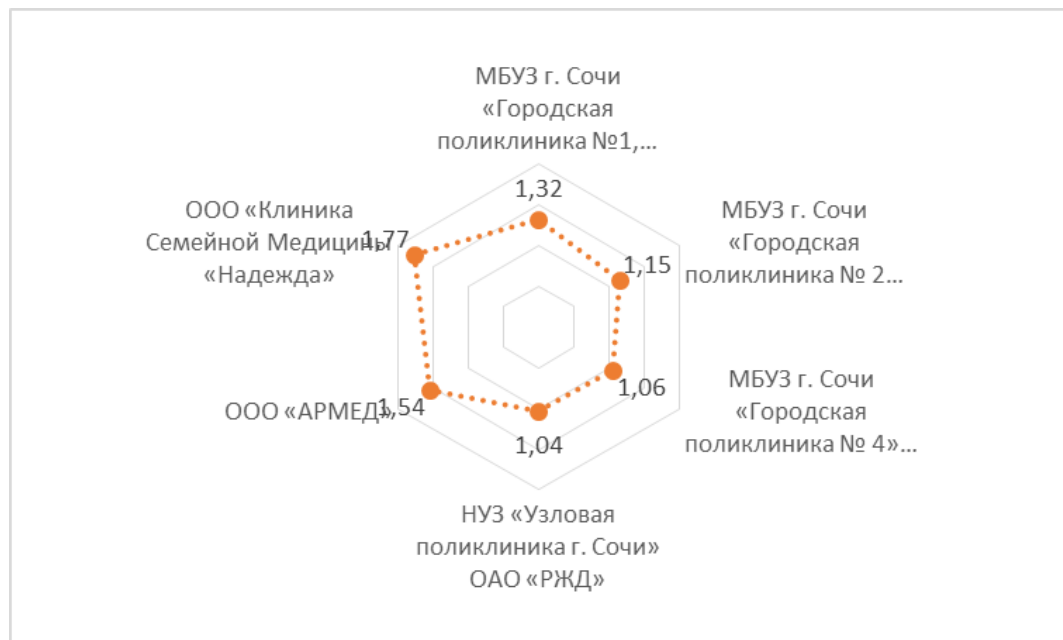 МБУЗ г. Сочи
«Городская
поликлиника №1,...
1,32
МБУЗ г. Сочи
«Городская
поликлиника № 2...
1,15
МБУЗ г. Сочи
«Городская
поликлиника № 4»...
1,06
НУЗ «Узловая
поликлиника г. Сочи»
ОАО «РЖД»
1,04
ООО «АРМЕД»
1,54
ООО «Клиника
Семейной Медицины
«Надежда»
1,77